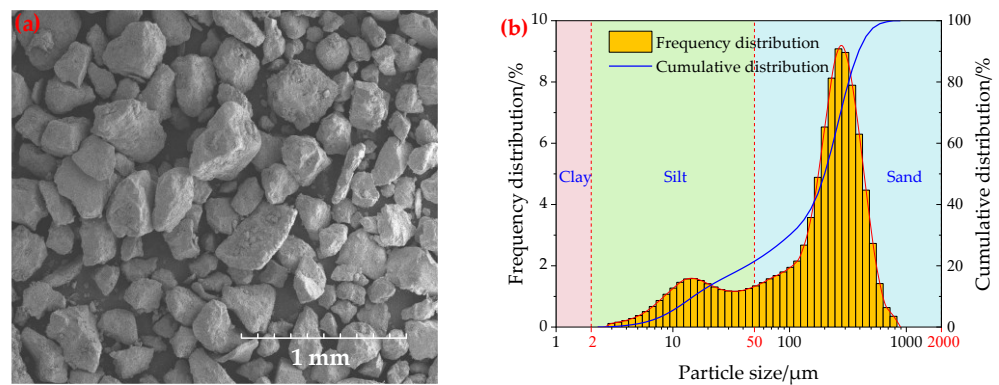 (a)
1 mm
(b)
Frequency distribution
Cumulative distribution
Clay
Silt
Sand
10
8
6
4
2
0
Frequency distribution/%
100
80
60
40
20
0
Cumulative distribution/%
1
2
10
50
100
1000
2000
Particle size/μm